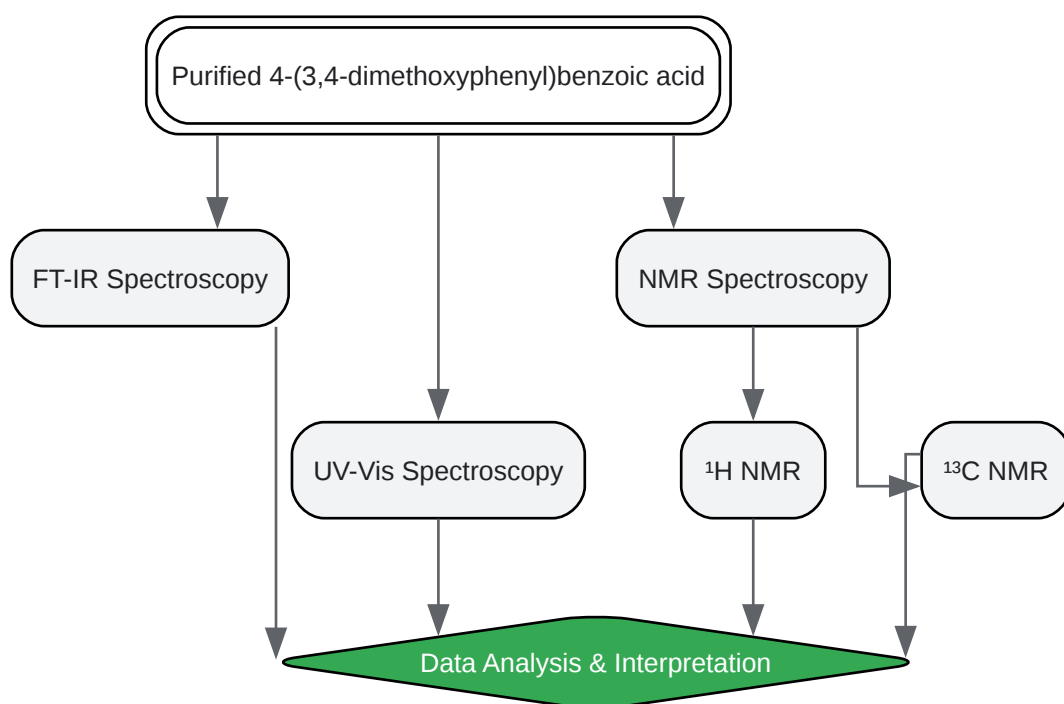 Purified 4-(3,4-dimethoxyphenyl)benzoic acid
FT-IR Spectroscopy
NMR Spectroscopy
UV-Vis Spectroscopy
¹H NMR
¹³C NMR
Data Analysis & Interpretation